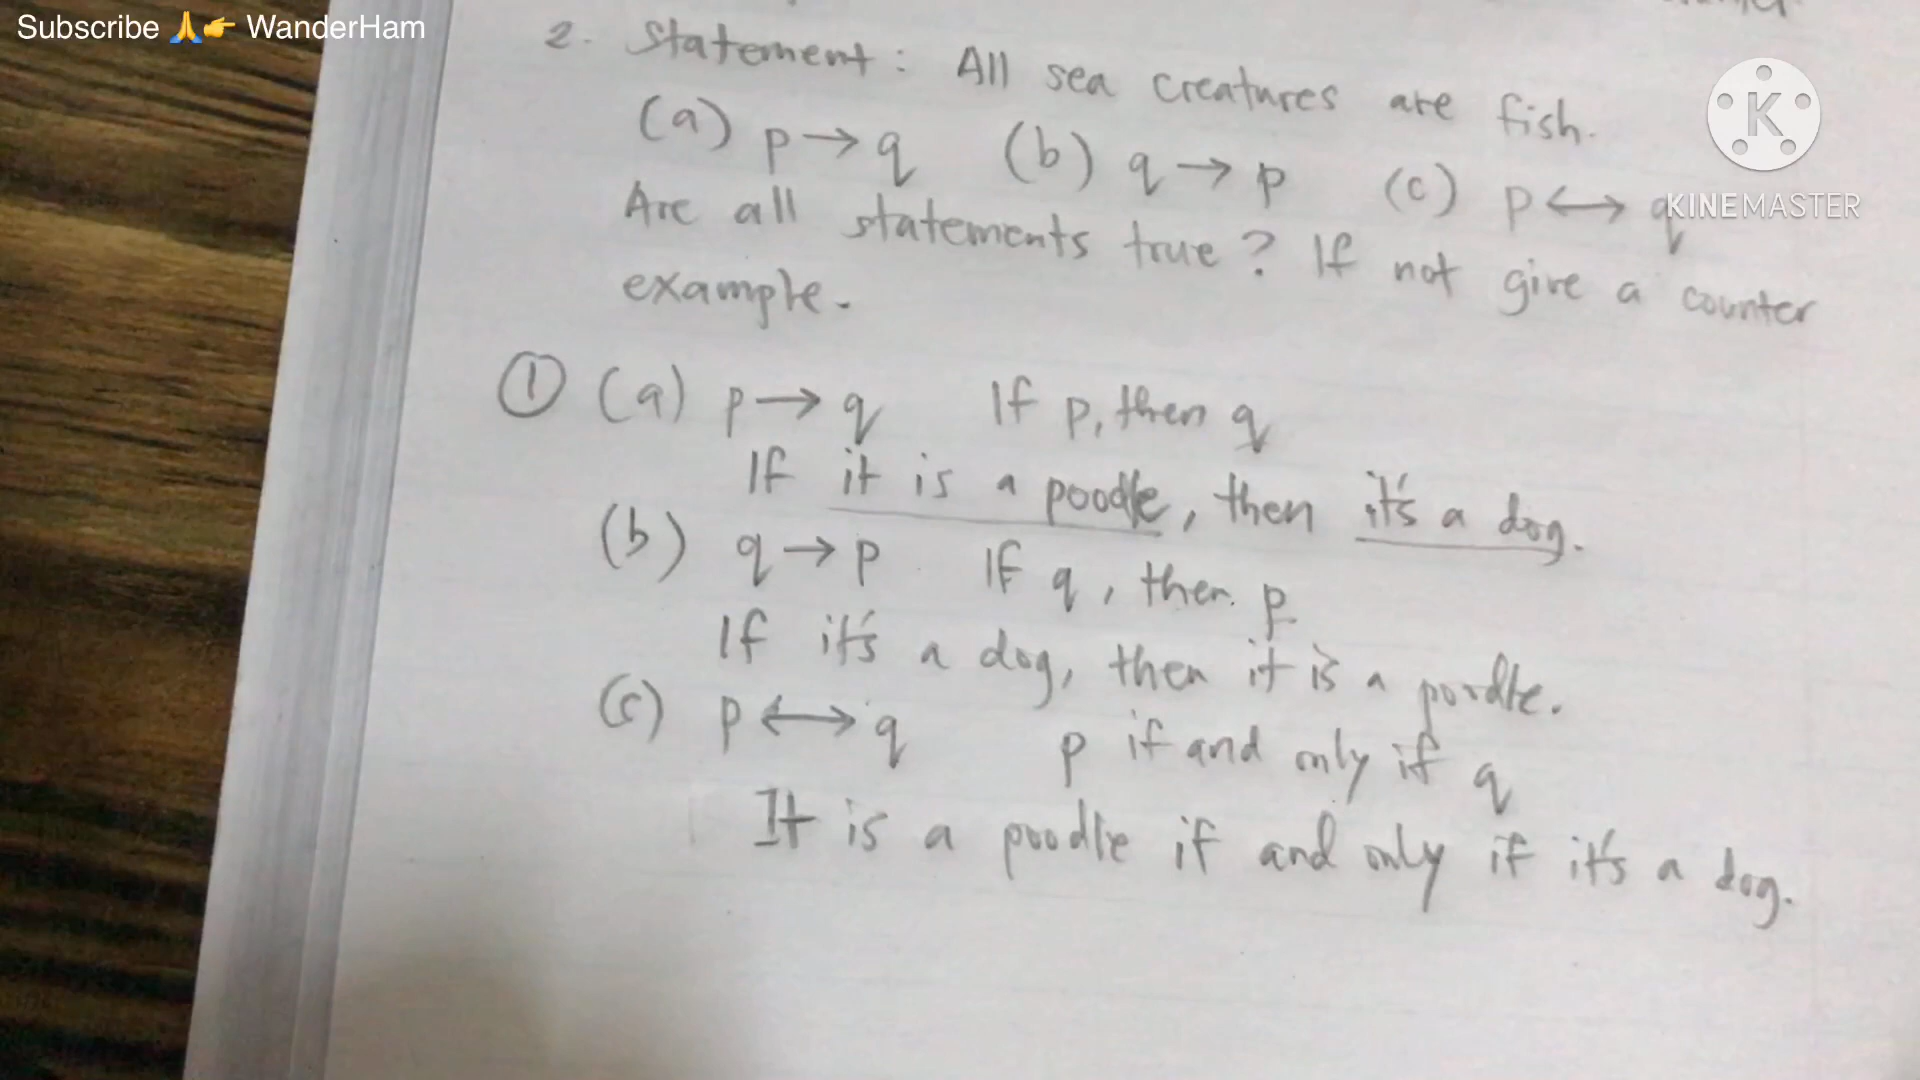 Subscribe 🙏👉 WanderHam
2. Statement: All sea creatures are fish.
(a) p → q (b) q → p (c) p ↔ q
KINEMASTER
Are all statements true? If not give a counter
example.
① (a) p → q If p, then q
If it is a poodle, then it's a dog.
(b) q → p If q, then p
If it's a dog, then it is a poodle.
(c) p ↔ q p if and only if q
It is a poodle if and only if it's a dog.